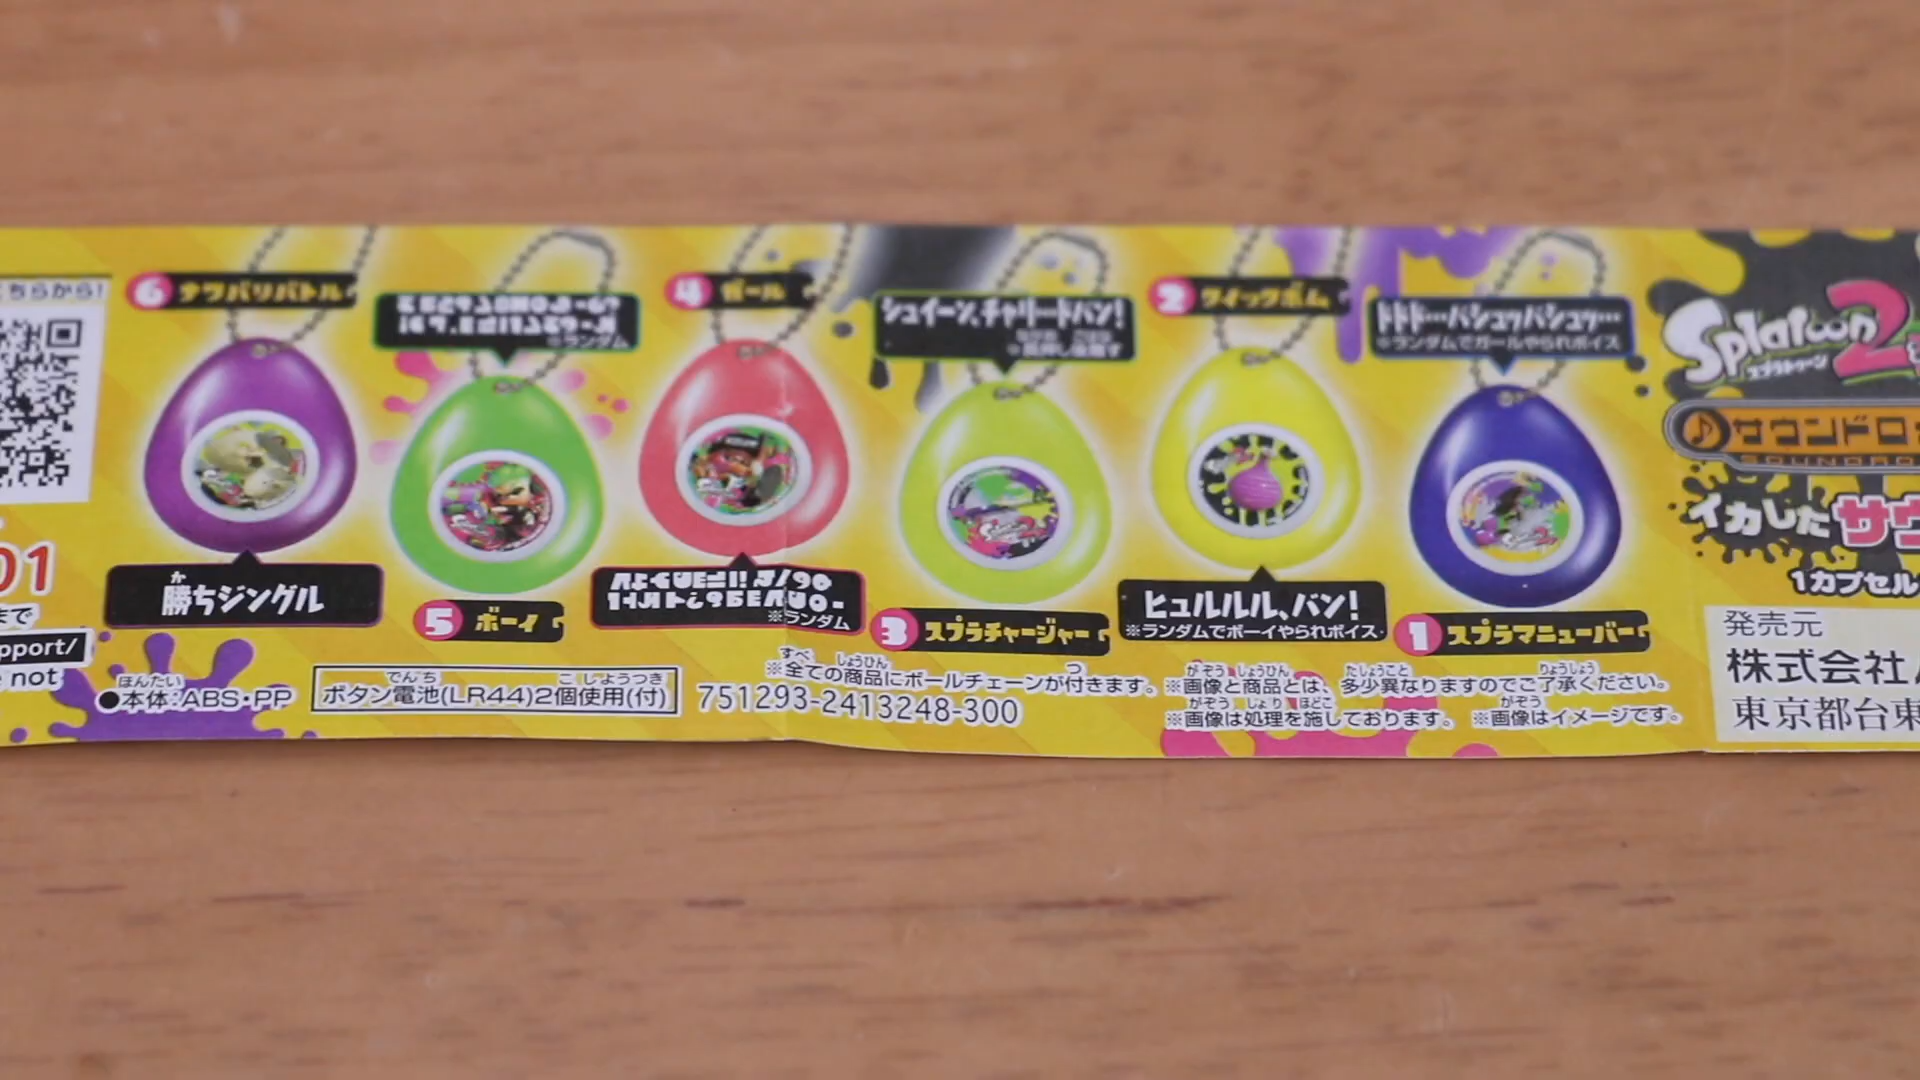 こちらから!
01
まで
pport/
e not
6 ナワバリバトル
勝ちジングル
※ランダム
5 ボーイ
4 ガール
※ランダム
シュイーン、チャリートバン!
3 スプラチャージャー
2 クイックボム
ヒュルルル、バン!
※ランダムでボーイやられボイス
トトト…パシュッパシュッ…
※ランダムでガールやられボイス
1 スプラマニューバー
●本体:ABS・PP
ボタン電池(LR44)2個使用(付)
※全ての商品にボールチェーンが付きます。
751293-2413248-300
※画像と商品とは、多少異なりますのでご了承ください。
※画像は処理を施しております。 ※画像はイメージです。
Splatoon 2
スプラトゥーン
サウンドロ
SOUNDRO
イカしたサウ
1カプセル
発売元
株式会社
東京都台東